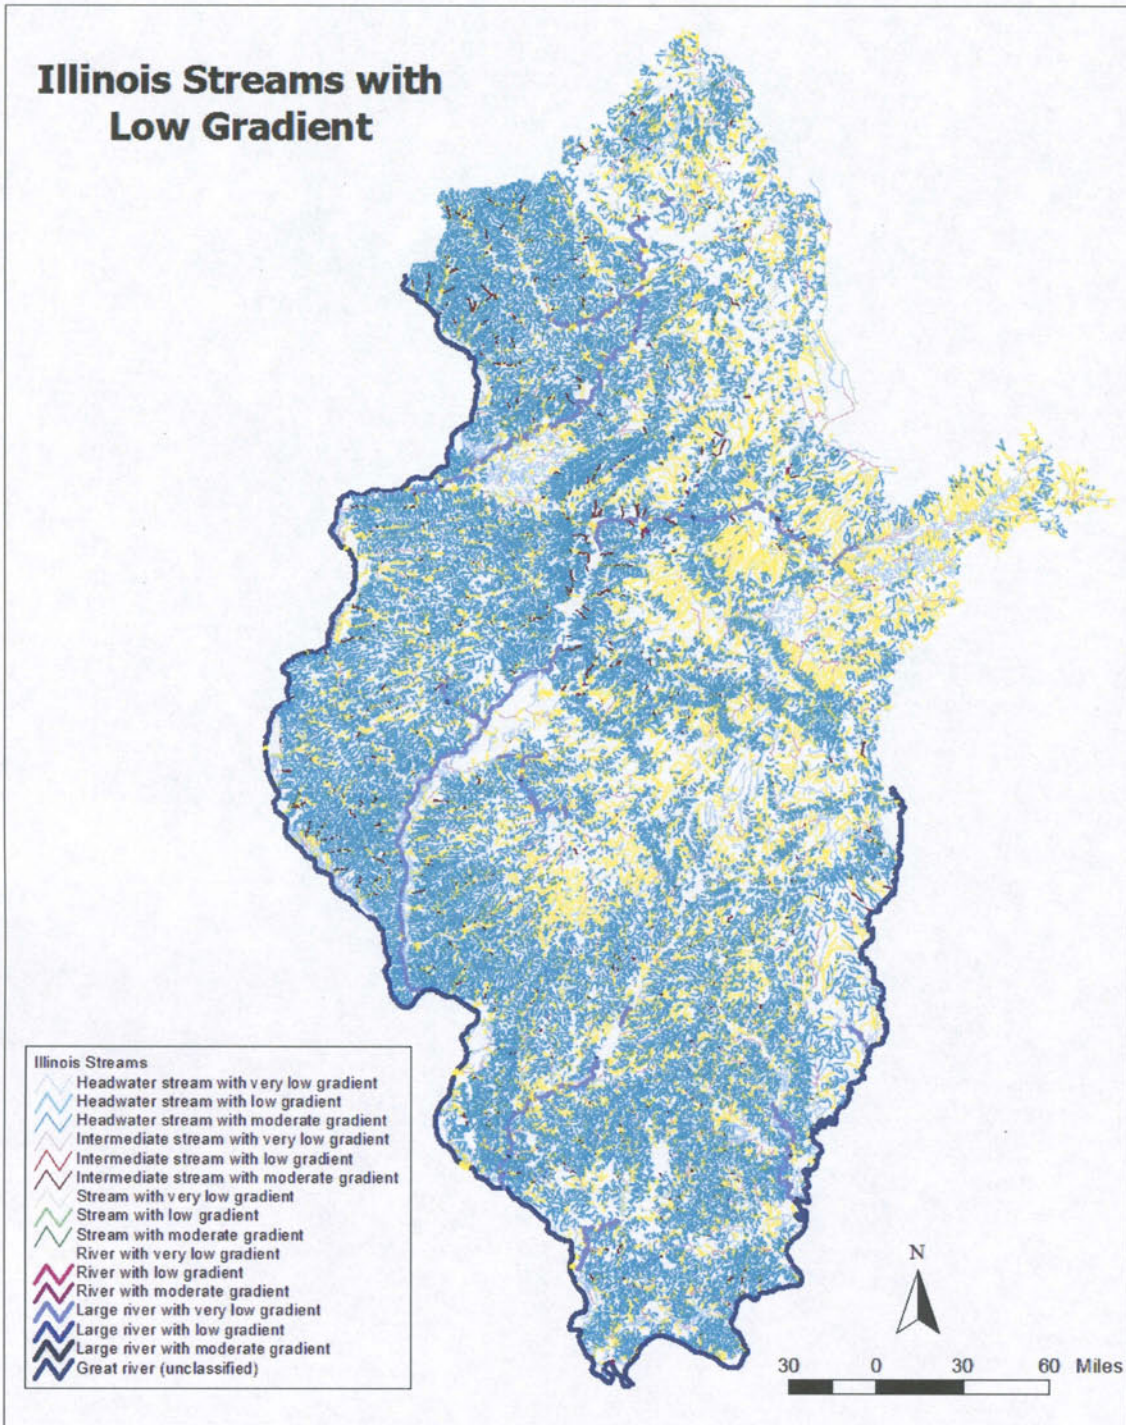 Illinois Streams with
Low Gradient
Illinois Streams
Headwater stream with very low gradient
Headwater stream with low gradient
Headwater stream with moderate gradient
Intermediate stream with very low gradient
Intermediate stream with low gradient
Intermediate stream with moderate gradient
Stream with very low gradient
Stream with low gradient
Stream with moderate gradient
River with very low gradient
River with low gradient
River with moderate gradient
Large river with very low gradient
Large river with low gradient
Large river with moderate gradient
Great river (unclassified)
N
30 0 30 60 Miles